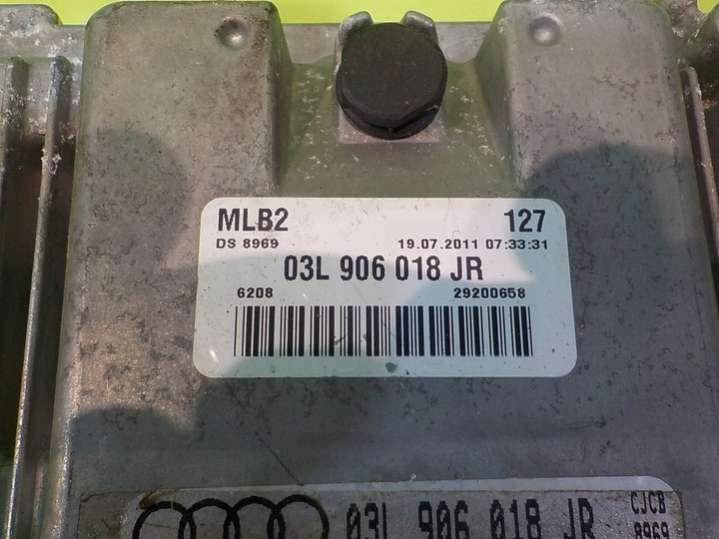 MLB2 127
DS 8969 19.07.2011 07:33:31
03L 906 018 JR
6208 29200658
03L 906 018 JR CJCB
8969